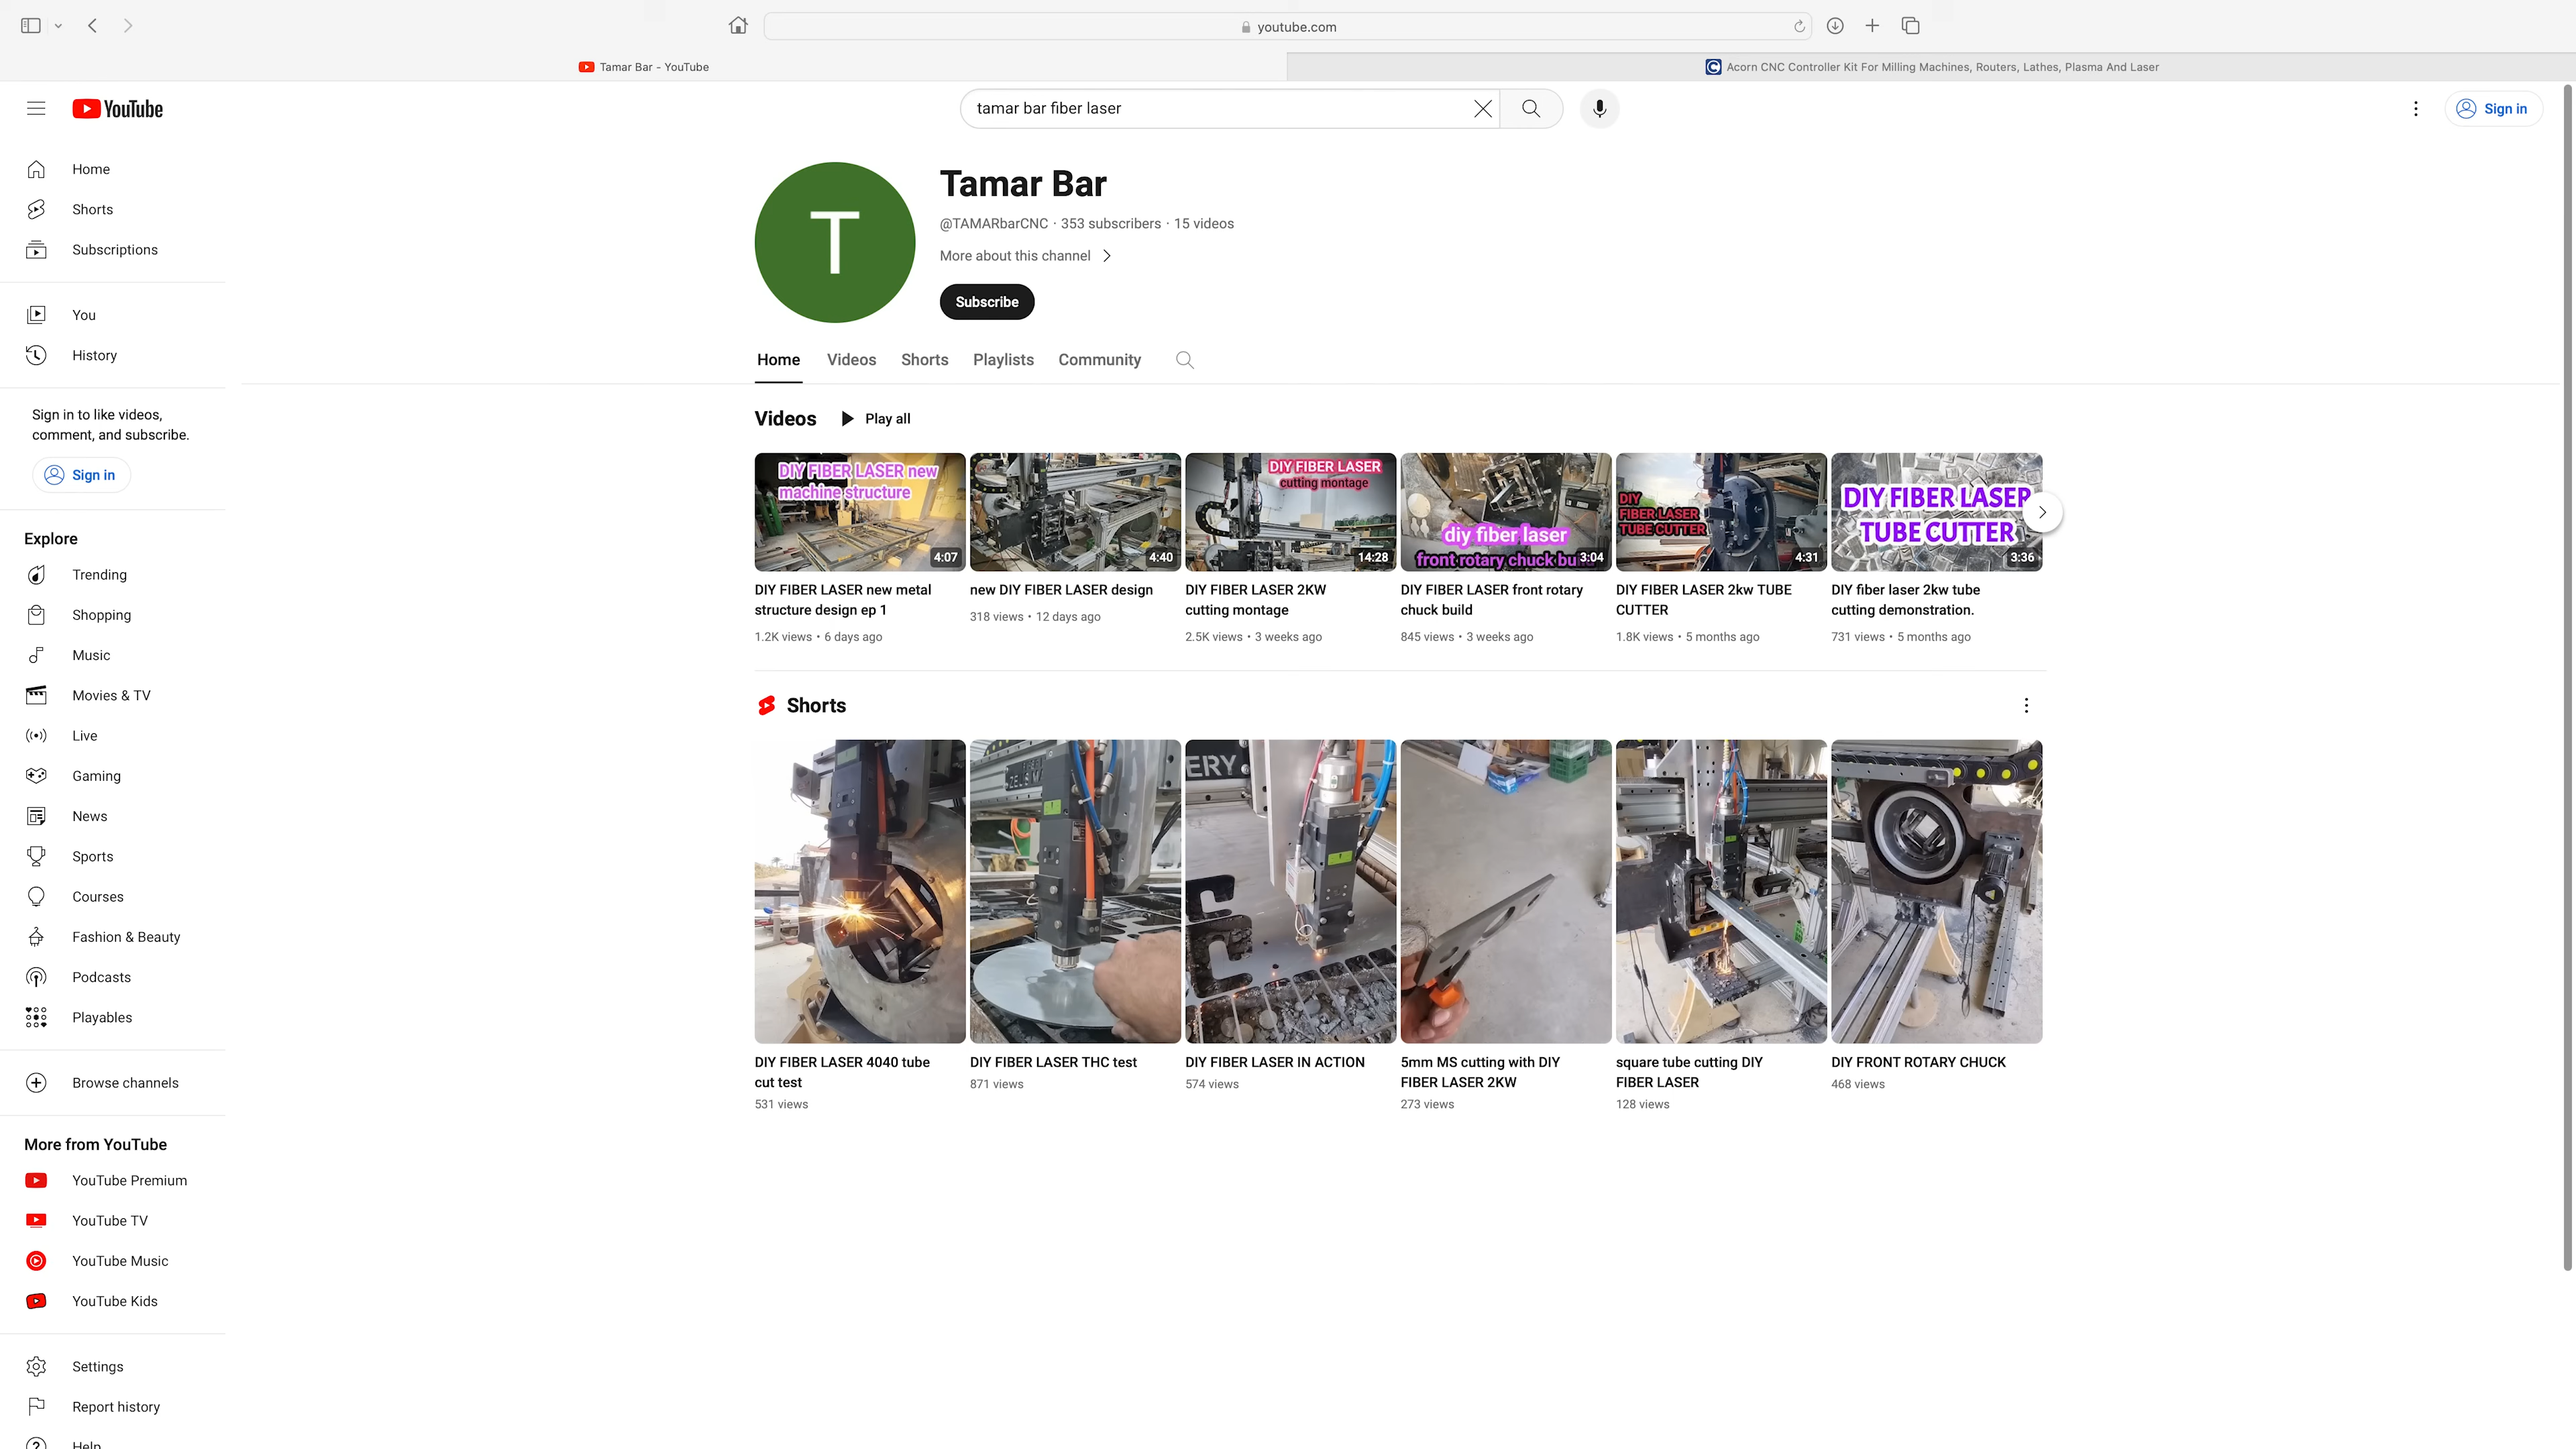 youtube.com
Tamar Bar - YouTube
Acorn CNC Controller Kit For Milling Machines, Routers, Lathes, Plasma And Laser
YouTube
tamar bar fiber laser
Sign in
Home
Shorts
Subscriptions
You
History
Sign in to like videos,
comment, and subscribe.
Sign in
Explore
Trending
Shopping
Music
Movies & TV
Live
Gaming
News
Sports
Courses
Fashion & Beauty
Podcasts
Playables
Browse channels
More from YouTube
YouTube Premium
YouTube TV
YouTube Music
YouTube Kids
Settings
Report history
Help
T
Tamar Bar
@TAMARbarCNC · 353 subscribers · 15 videos
More about this channel
Subscribe
Home Videos Shorts Playlists Community
Videos Play all
DIY FIBER LASER new
machine structure
4:07
DIY FIBER LASER new metal
structure design ep 1
1.2K views • 6 days ago
4:40
new DIY FIBER LASER design
318 views • 12 days ago
DIY FIBER LASER
cutting montage
14:28
DIY FIBER LASER 2KW
cutting montage
2.5K views • 3 weeks ago
diy fiber laser
front rotary chuck bu
3:04
DIY FIBER LASER front rotary
chuck build
845 views • 3 weeks ago
DIY
FIBER LASER
TUBE CUTTER
4:31
DIY FIBER LASER 2kw TUBE
CUTTER
1.8K views • 5 months ago
DIY FIBER LASER
TUBE CUTTER
3:36
DIY fiber laser 2kw tube
cutting demonstration.
731 views • 5 months ago
Shorts
DIY FIBER LASER 4040 tube
cut test
531 views
DIY FIBER LASER THC test
871 views
ERY
DIY FIBER LASER IN ACTION
574 views
5mm MS cutting with DIY
FIBER LASER 2KW
273 views
square tube cutting DIY
FIBER LASER
128 views
DIY FRONT ROTARY CHUCK
468 views